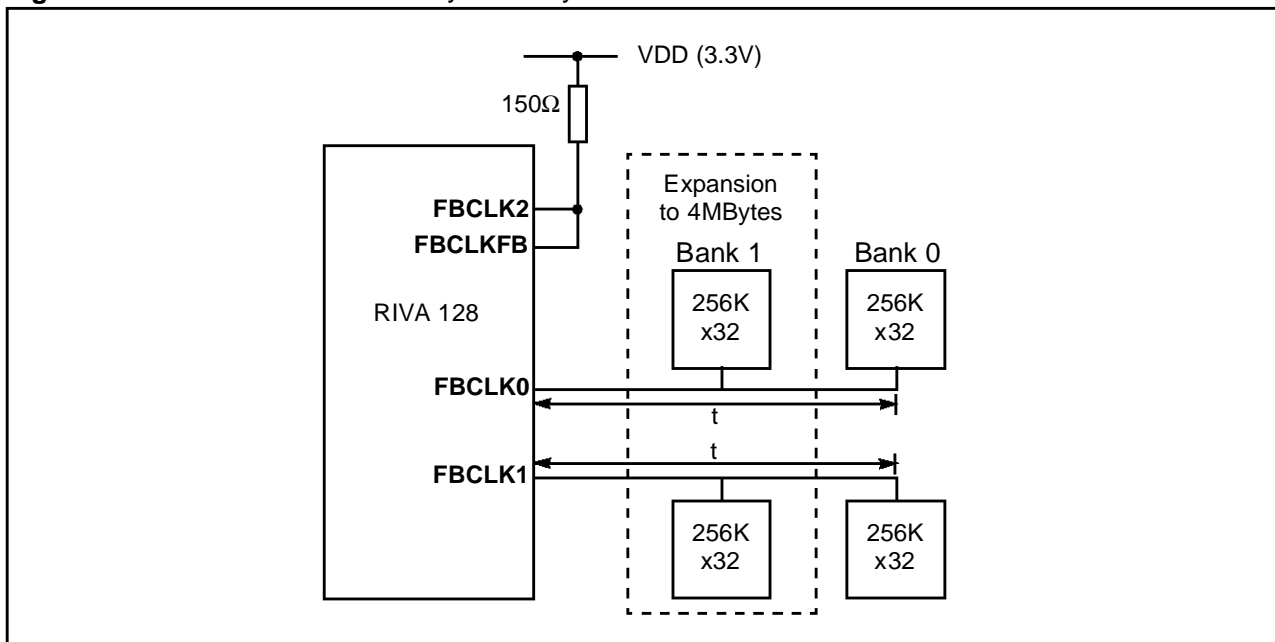 VDD (3.3V)
150Ω
Expansion
to 4MBytes
FBCLK2
FBCLKFB
Bank 1
Bank 0
256K
x32
256K
x32
RIVA 128
FBCLK0
t
t
FBCLK1
256K
x32
256K
x32